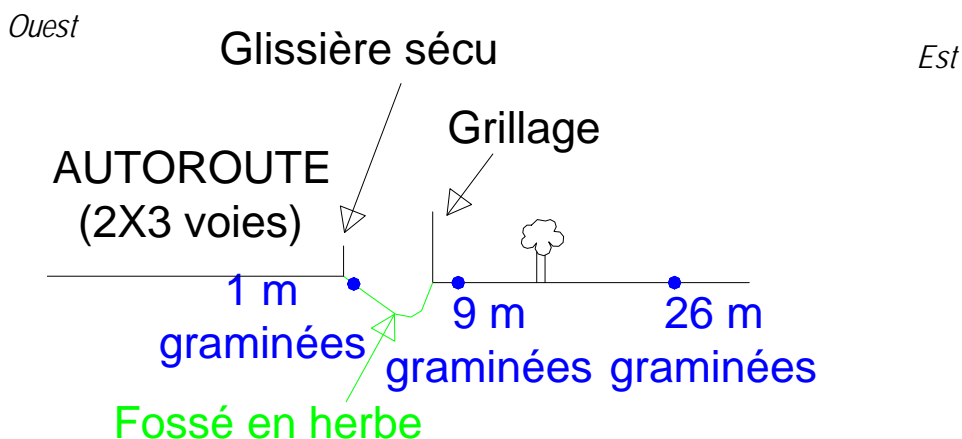 Ouest
Est
Glissière sécu
Grillage
AUTOROUTE
(2X3 voies)
1 m
graminées
9 m
graminées
26 m
graminées
Fossé en herbe